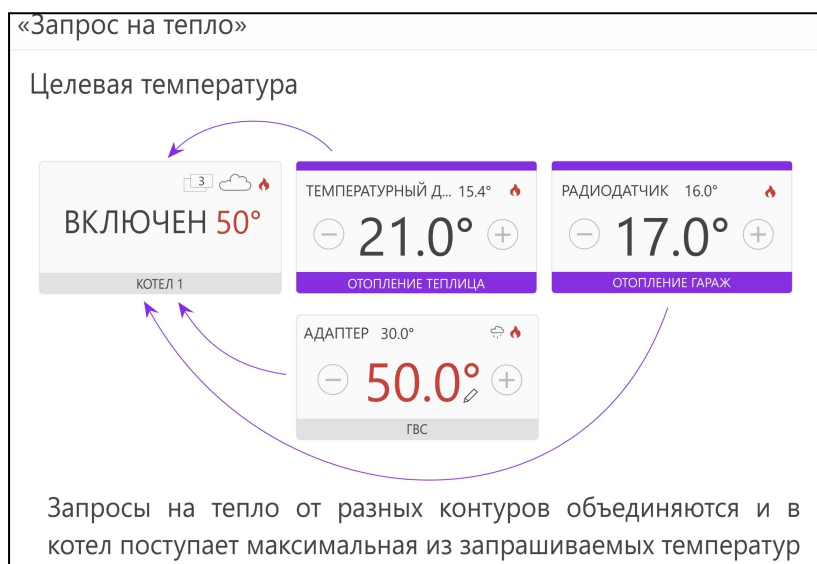 «Запрос на тепло»
Целевая температура
3
ВКЛЮЧЕН 50°
КОТЕЛ 1
ТЕМПЕРАТУРНЫЙ Д... 15.4°
21.0°
ОТОПЛЕНИЕ ТЕПЛИЦА
РАДИОДАТЧИК 16.0°
17.0°
ОТОПЛЕНИЕ ГАРАЖ
АДАПТЕР 30.0°
50.0°
ГВС
Запросы на тепло от разных контуров объединяются и в
котел поступает максимальная из запрашиваемых температур